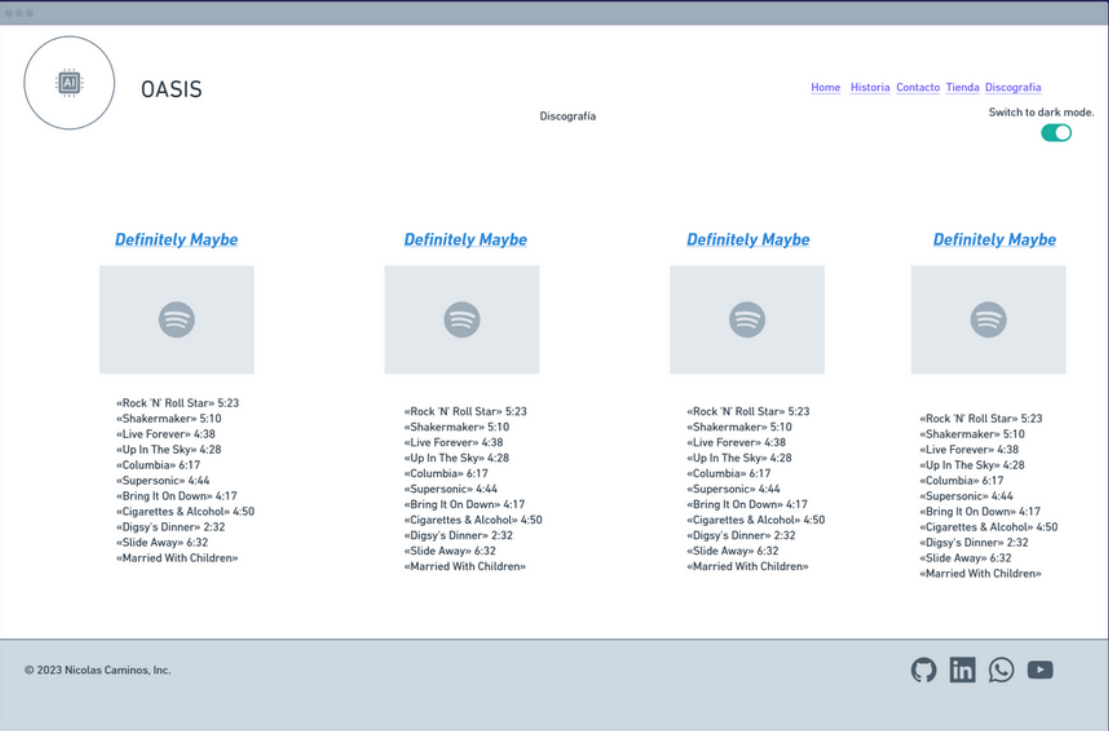 AI
OASIS
Home Historia Contacto Tienda Discografia
Switch to dark mode.
Discografía
Definitely Maybe
«Rock 'N' Roll Star» 5:23
«Shakermaker» 5:10
«Live Forever» 4:38
«Up In The Sky» 4:28
«Columbia» 6:17
«Supersonic» 4:44
«Bring It On Down» 4:17
«Cigarettes & Alcohol» 4:50
«Digsy's Dinner» 2:32
«Slide Away» 6:32
«Married With Children»
Definitely Maybe
«Rock 'N' Roll Star» 5:23
«Shakermaker» 5:10
«Live Forever» 4:38
«Up In The Sky» 4:28
«Columbia» 6:17
«Supersonic» 4:44
«Bring It On Down» 4:17
«Cigarettes & Alcohol» 4:50
«Digsy's Dinner» 2:32
«Slide Away» 6:32
«Married With Children»
Definitely Maybe
«Rock 'N' Roll Star» 5:23
«Shakermaker» 5:10
«Live Forever» 4:38
«Up In The Sky» 4:28
«Columbia» 6:17
«Supersonic» 4:44
«Bring It On Down» 4:17
«Cigarettes & Alcohol» 4:50
«Digsy's Dinner» 2:32
«Slide Away» 6:32
«Married With Children»
Definitely Maybe
«Rock 'N' Roll Star» 5:23
«Shakermaker» 5:10
«Live Forever» 4:38
«Up In The Sky» 4:28
«Columbia» 6:17
«Supersonic» 4:44
«Bring It On Down» 4:17
«Cigarettes & Alcohol» 4:50
«Digsy's Dinner» 2:32
«Slide Away» 6:32
«Married With Children»
© 2023 Nicolas Caminos, Inc.
in